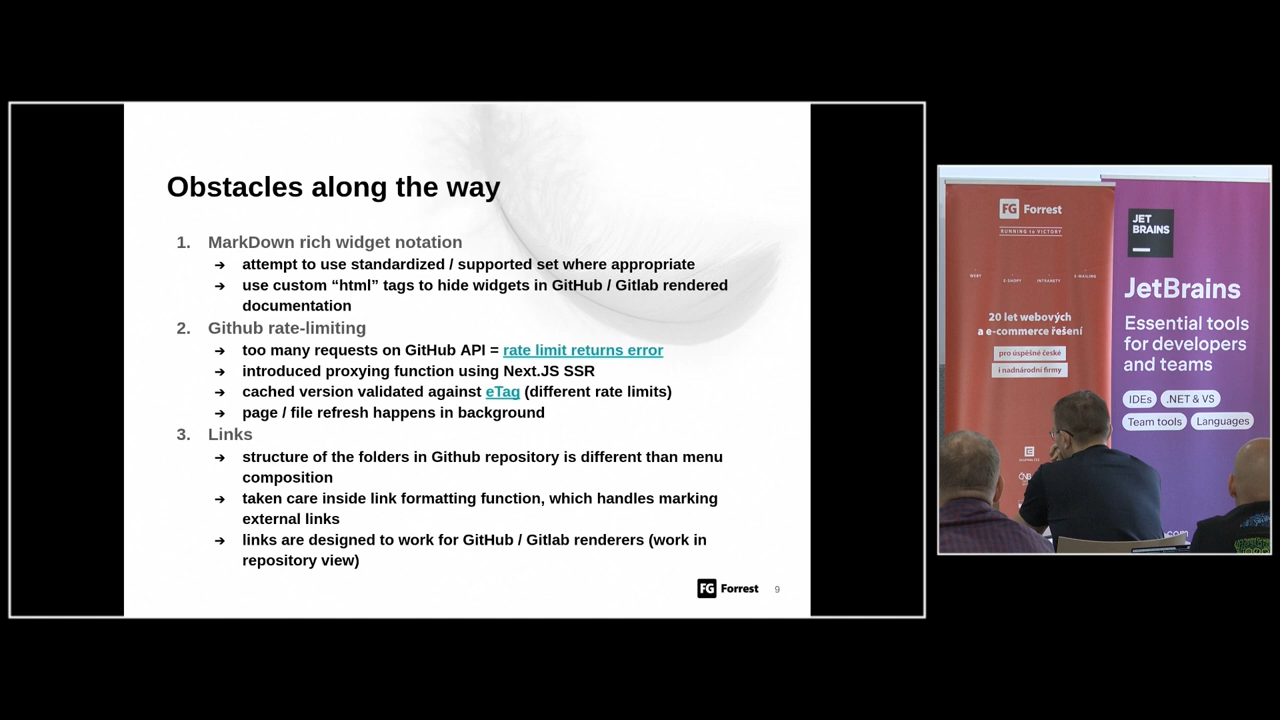 Obstacles along the way
1. MarkDown rich widget notation
➔ attempt to use standardized / supported set where appropriate
➔ use custom “html” tags to hide widgets in GitHub / Gitlab rendered
documentation
2. Github rate-limiting
➔ too many requests on GitHub API = rate limit returns error
➔ introduced proxying function using Next.JS SSR
➔ cached version validated against eTag (different rate limits)
➔ page / file refresh happens in background
3. Links
➔ structure of the folders in Github repository is different than menu
composition
➔ taken care inside link formatting function, which handles marking
external links
➔ links are designed to work for GitHub / Gitlab renderers (work in
repository view)
FG Forrest 9
FG Forrest
RUNNING to VICTORY
WEBY E-SHOPY INTRANETY E-MAILING
20 let webových
a e-commerce řešení
pro úspěšné české
i nadnárodní firmy
ČNB
JET
BRAINS
JetBrains
Essential tools
for developers
and teams
IDEs .NET & VS
Team tools Languages
.com